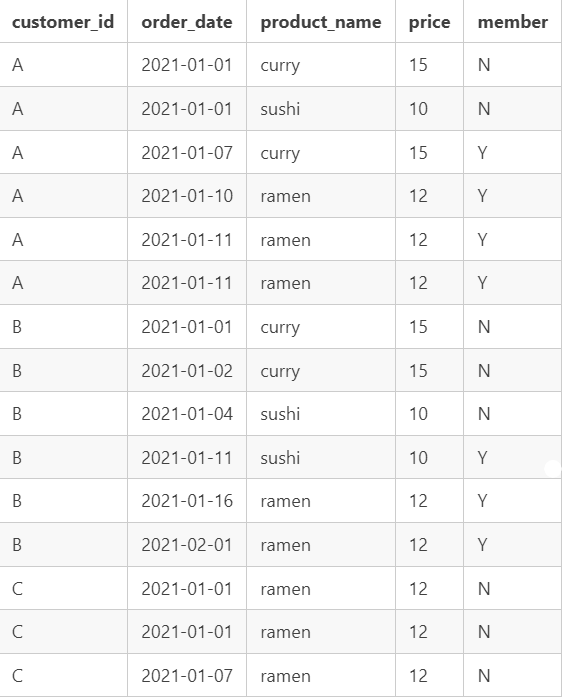 customer_id order_date product_name price member
A 2021-01-01 curry 15 N
A 2021-01-01 sushi 10 N
A 2021-01-07 curry 15 Y
A 2021-01-10 ramen 12 Y
A 2021-01-11 ramen 12 Y
A 2021-01-11 ramen 12 Y
B 2021-01-01 curry 15 N
B 2021-01-02 curry 15 N
B 2021-01-04 sushi 10 N
B 2021-01-11 sushi 10 Y
B 2021-01-16 ramen 12 Y
B 2021-02-01 ramen 12 Y
C 2021-01-01 ramen 12 N
C 2021-01-01 ramen 12 N
C 2021-01-07 ramen 12 N